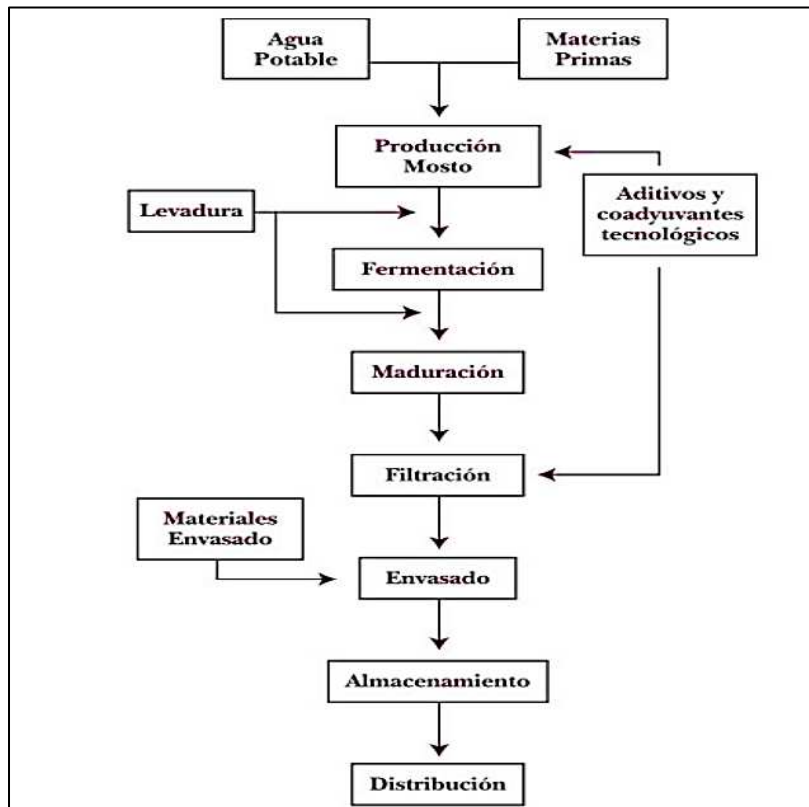 Agua
Potable
Materias
Primas
Producción
Mosto
Levadura
Aditivos y
coadyuvantes
tecnológicos
Fermentación
Maduración
Filtración
Materiales
Envasado
Envasado
Almacenamiento
Distribución